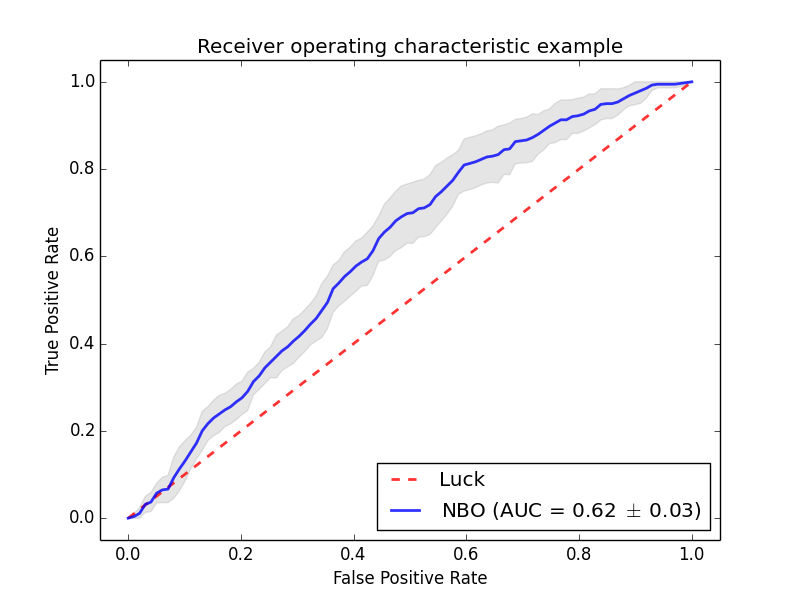 Receiver operating characteristic example
True Positive Rate
1.0
0.8
0.6
0.4
0.2
0.0
Luck
NBO (AUC = 0.62 ± 0.03)
0.0 0.2 0.4 0.6 0.8 1.0
False Positive Rate